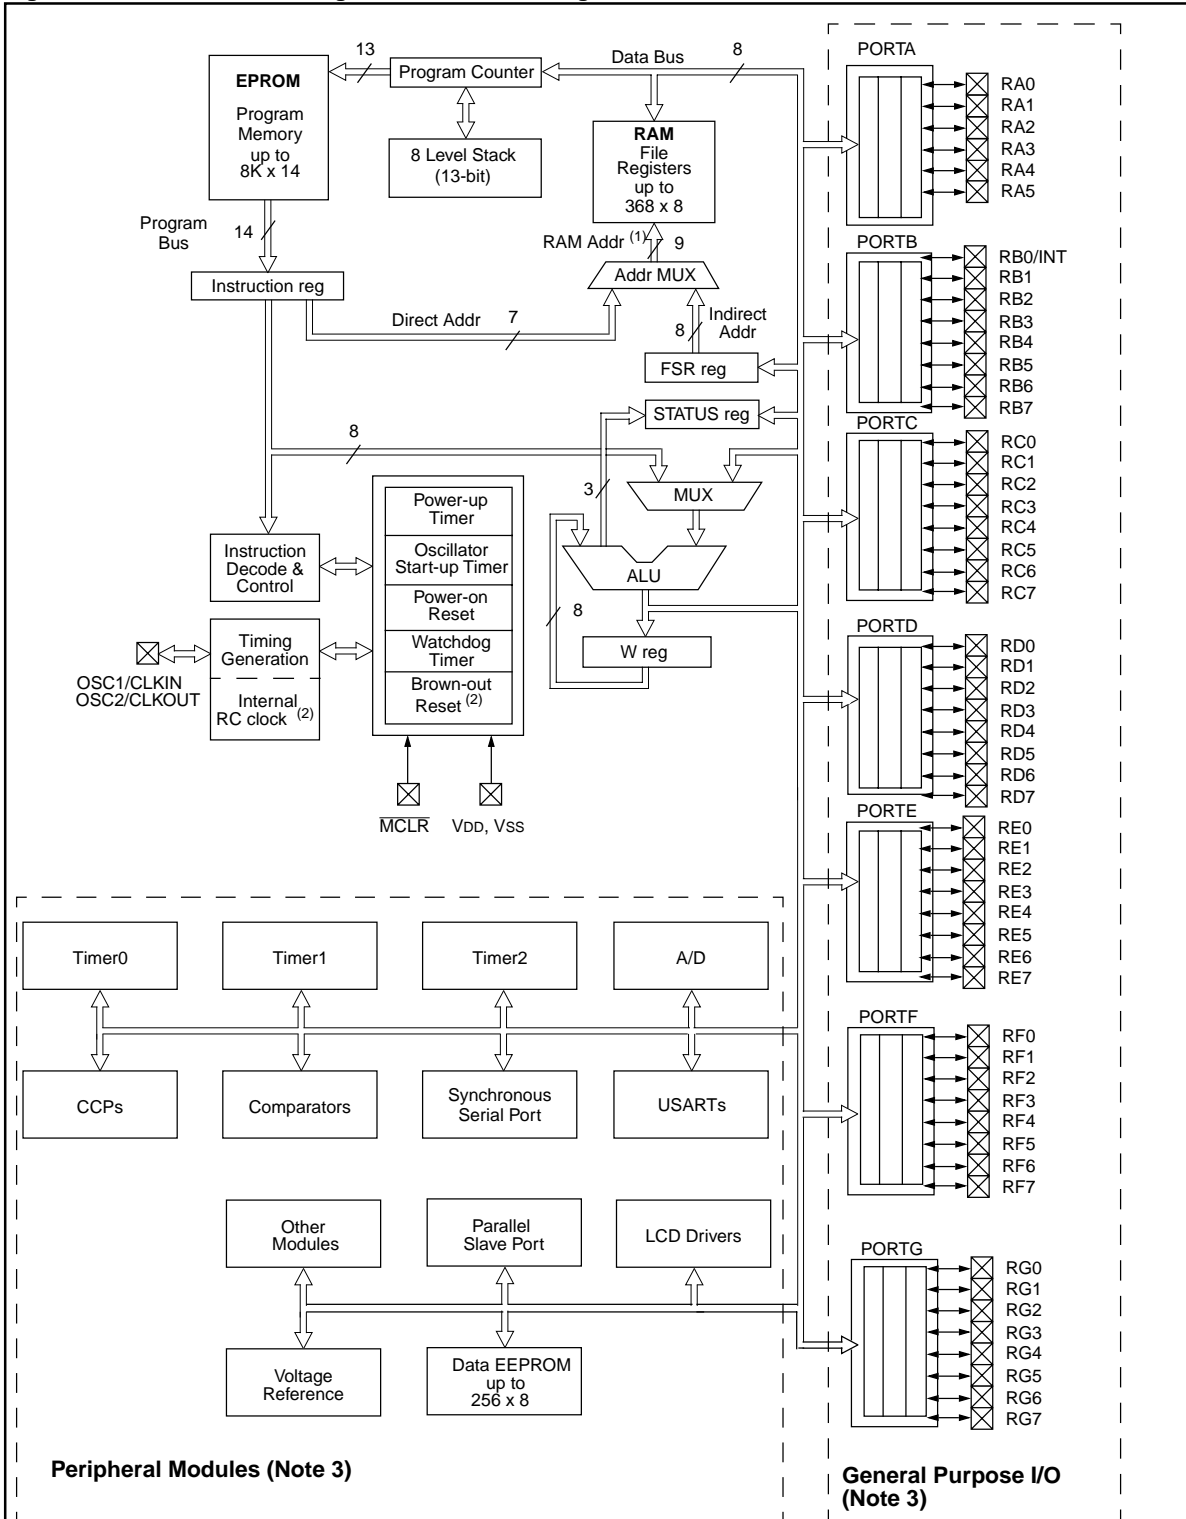 13
Data Bus
8
PORTA
EPROM
Program
Memory
up to
8K x 14
Program Counter
8 Level Stack
(13-bit)
RAM
File
Registers
up to
368 x 8
RA0
RA1
RA2
RA3
RA4
RA5
Program
Bus
14
RAM Addr (1)
9
PORTB
Instruction reg
Addr MUX
Direct Addr
7
8
Indirect
Addr
FSR reg
STATUS reg
RB0/INT
RB1
RB2
RB3
RB4
RB5
RB6
RB7
PORTC
8
3
MUX
RC0
RC1
RC2
RC3
RC4
RC5
RC6
RC7
Power-up
Timer
Oscillator
Start-up Timer
Power-on
Reset
Watchdog
Timer
Brown-out
Reset (2)
Instruction
Decode &
Control
ALU
8
W reg
Timing
Generation
Internal
RC clock (2)
OSC1/CLKIN
OSC2/CLKOUT
MCLR
VDD, VSS
PORTD
RD0
RD1
RD2
RD3
RD4
RD5
RD6
RD7
PORTE
RE0
RE1
RE2
RE3
RE4
RE5
RE6
RE7
Timer0
Timer1
Timer2
A/D
CCPs
Comparators
Synchronous
Serial Port
USARTs
PORTF
RF0
RF1
RF2
RF3
RF4
RF5
RF6
RF7
Other
Modules
Parallel
Slave Port
LCD Drivers
Voltage
Reference
Data EEPROM
up to
256 x 8
PORTG
RG0
RG1
RG2
RG3
RG4
RG5
RG6
RG7
Peripheral Modules (Note 3)
General Purpose I/O
(Note 3)